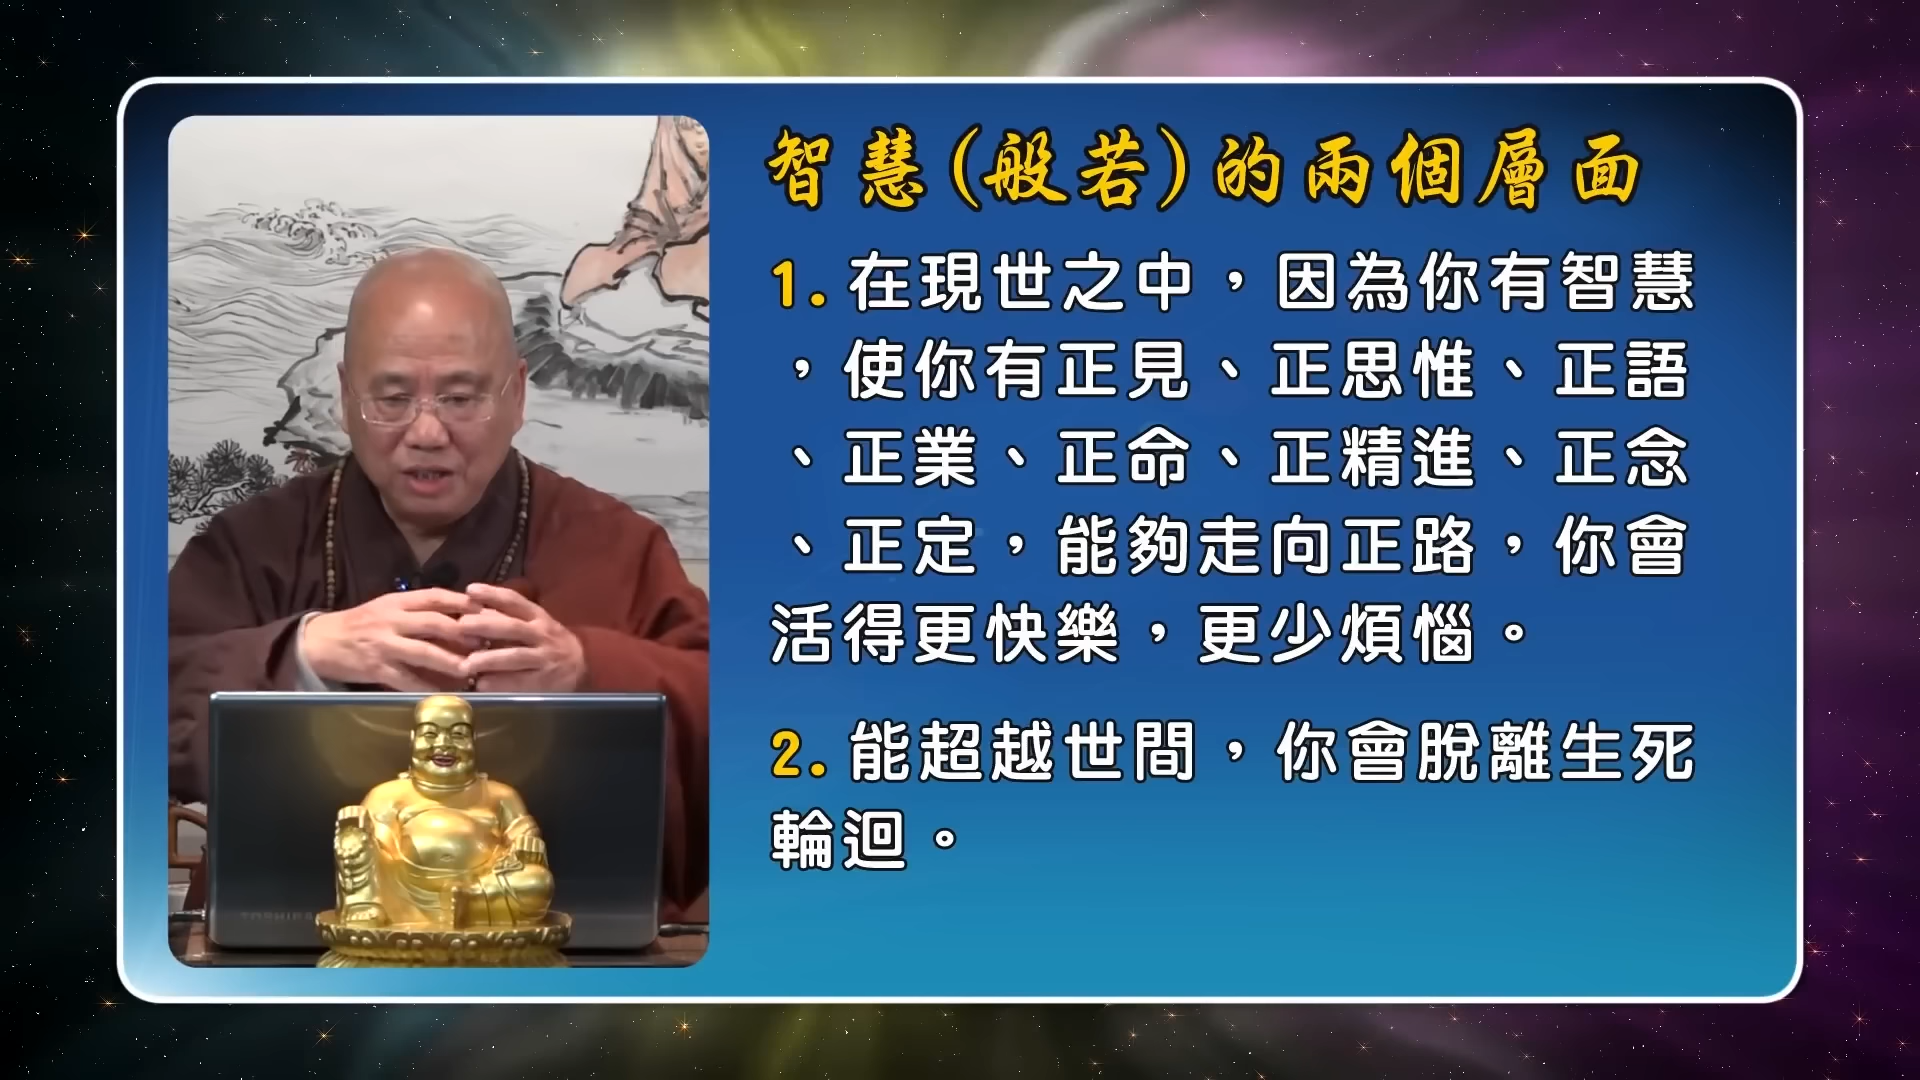 智慧(般若)的兩個層面
1. 在現世之中，因為你有智慧
，使你有正見、正思惟、正語
、正業、正命、正精進、正念
、正定，能夠走向正路，你會
活得更快樂，更少煩惱。
2. 能超越世間，你會脫離生死
輪迴。